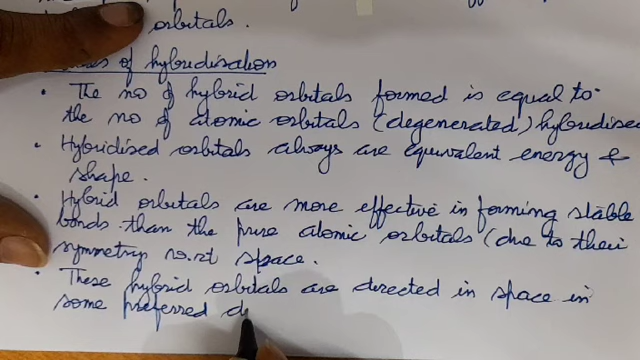 orbitals.
of hybridisation
• The no of hybrid orbitals formed is equal to
the no of atomic orbitals (degenerated) hybridised
• Hybridised orbitals always are equivalent energy &
shape.
• Hybrid orbitals are more effective in forming stable
bonds than the pure atomic orbitals (due to their
symmetry w.r.t space.
• These hybrid orbitals are directed in space in
some preferred d